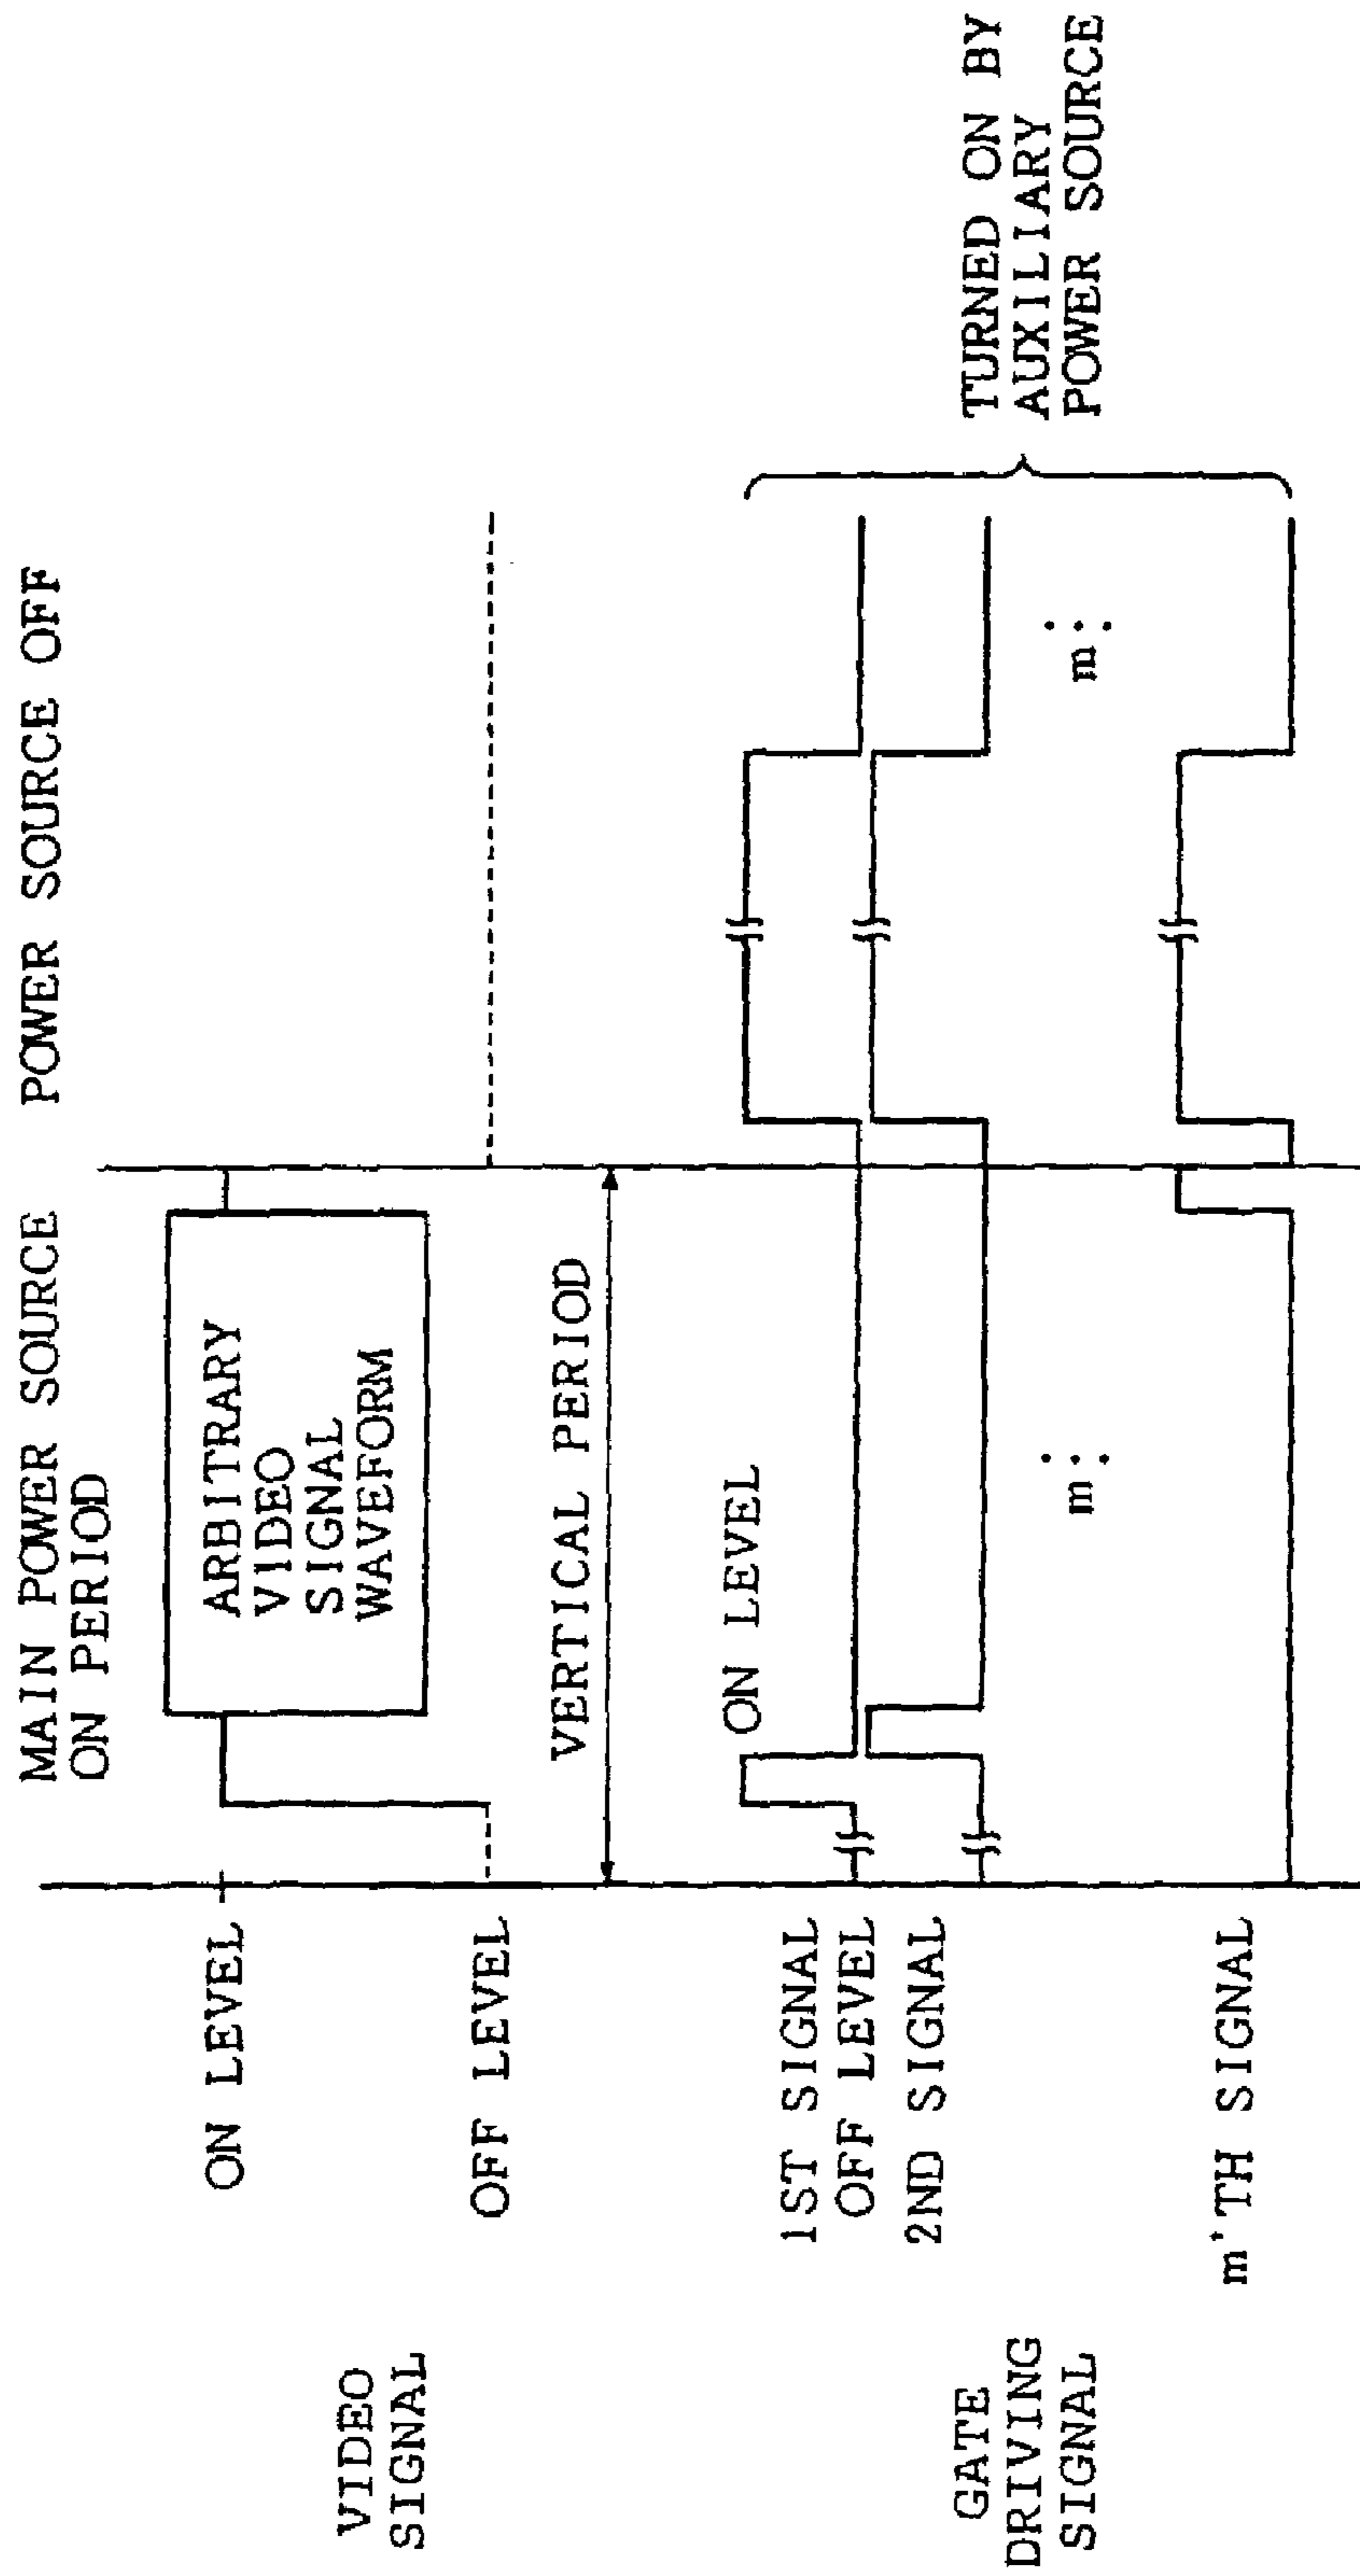 MAIN POWER SOURCE
ON PERIOD
POWER SOURCE OFF
VIDEO
SIGNAL
ON LEVEL
OFF LEVEL
ARBITRARY
VIDEO
SIGNAL
WAVEFORM
VERTICAL PERIOD
GATE
DRIVING
SIGNAL
1ST SIGNAL
OFF LEVEL
2ND SIGNAL
m'TH SIGNAL
ON LEVEL
m
m
TURNED ON BY
AUXILIARY
POWER SOURCE